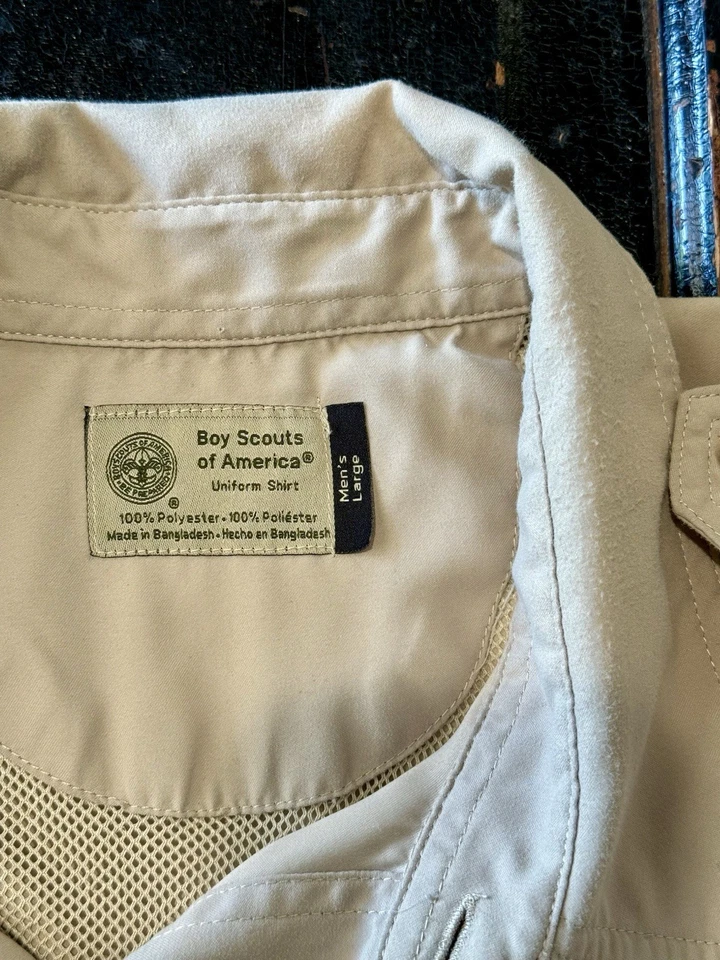 Boy Scouts
of America®
Uniform Shirt
®
100% Polyester • 100% Poliéster
Made in Bangladesh • Hecho en Bangladesh
Men's
Large